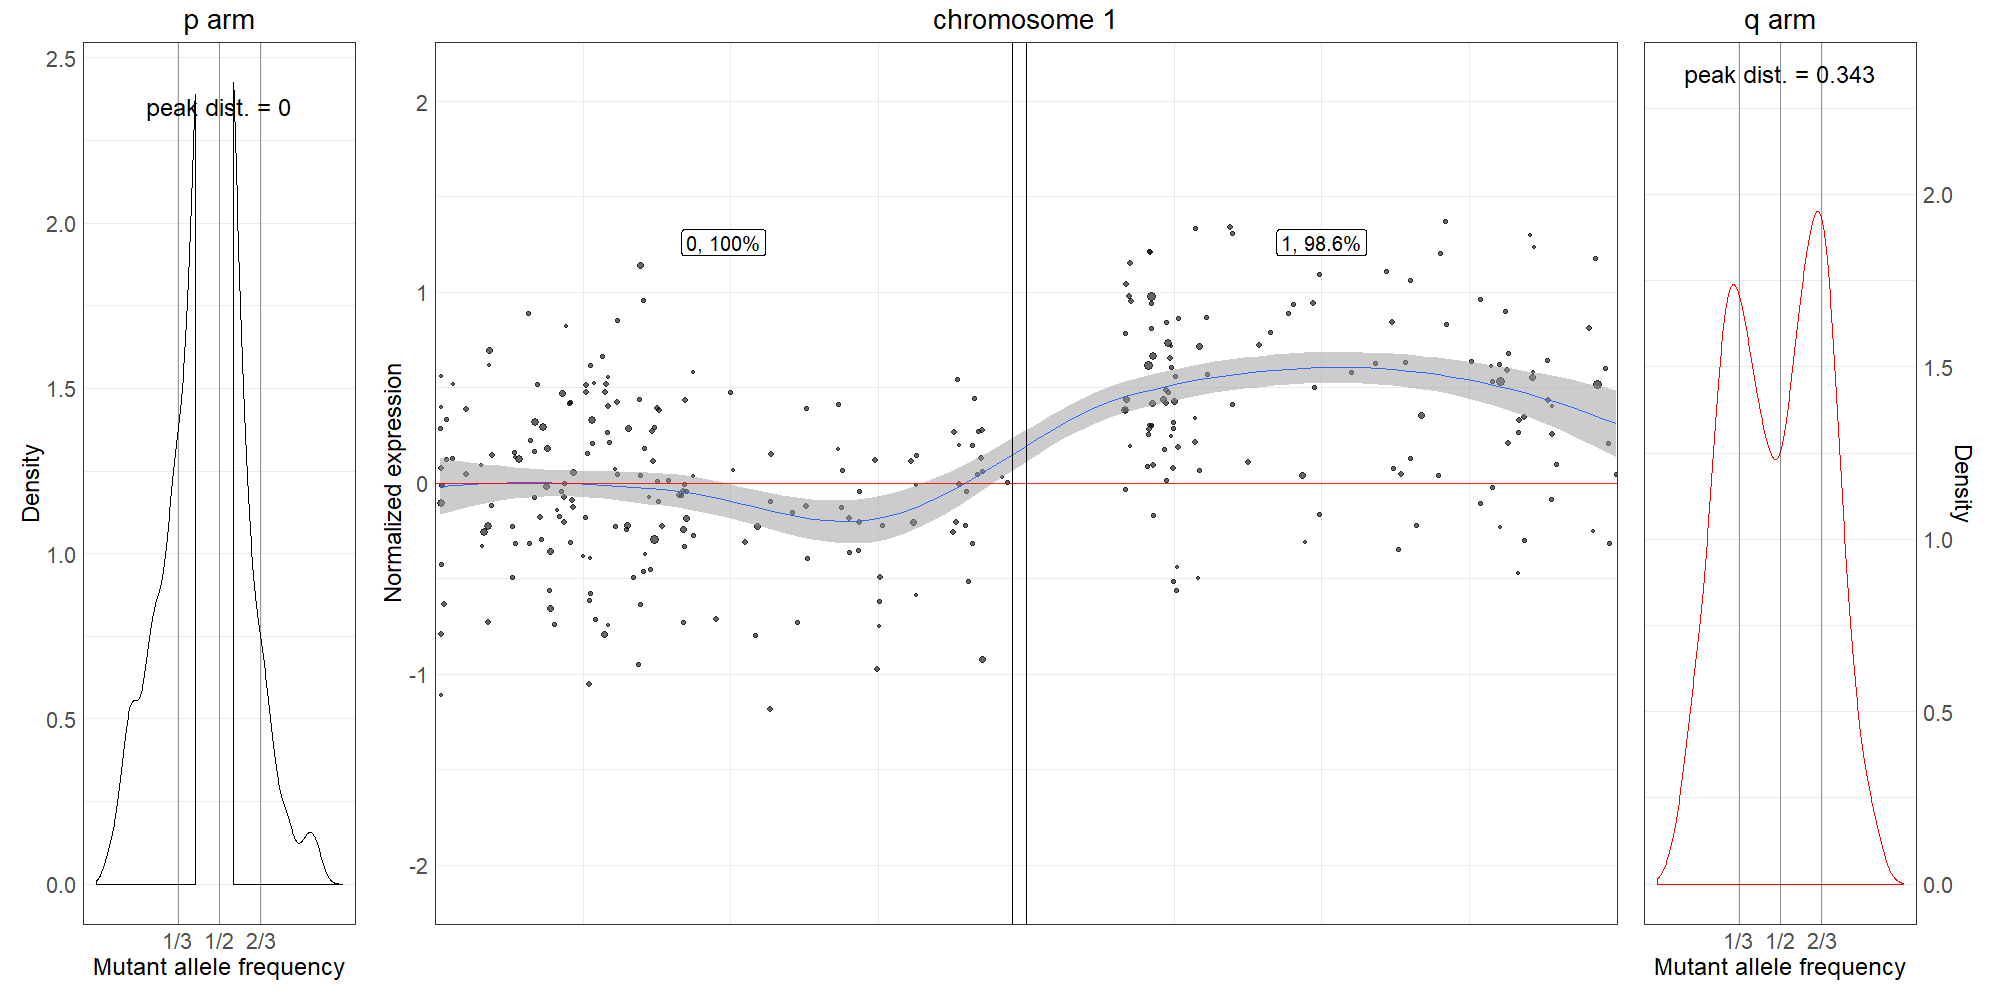 p arm
chromosome 1
q arm
peak dist. = 0
peak dist. = 0.343
0, 100%
1, 98.6%
Density
2.5
2.0
1.5
1.0
0.5
0.0
1/3 1/2 2/3
Mutant allele frequency
Normalized expression
2
1
0
-1
-2
2.0
1.5
1.0
0.5
0.0
Density
1/3 1/2 2/3
Mutant allele frequency